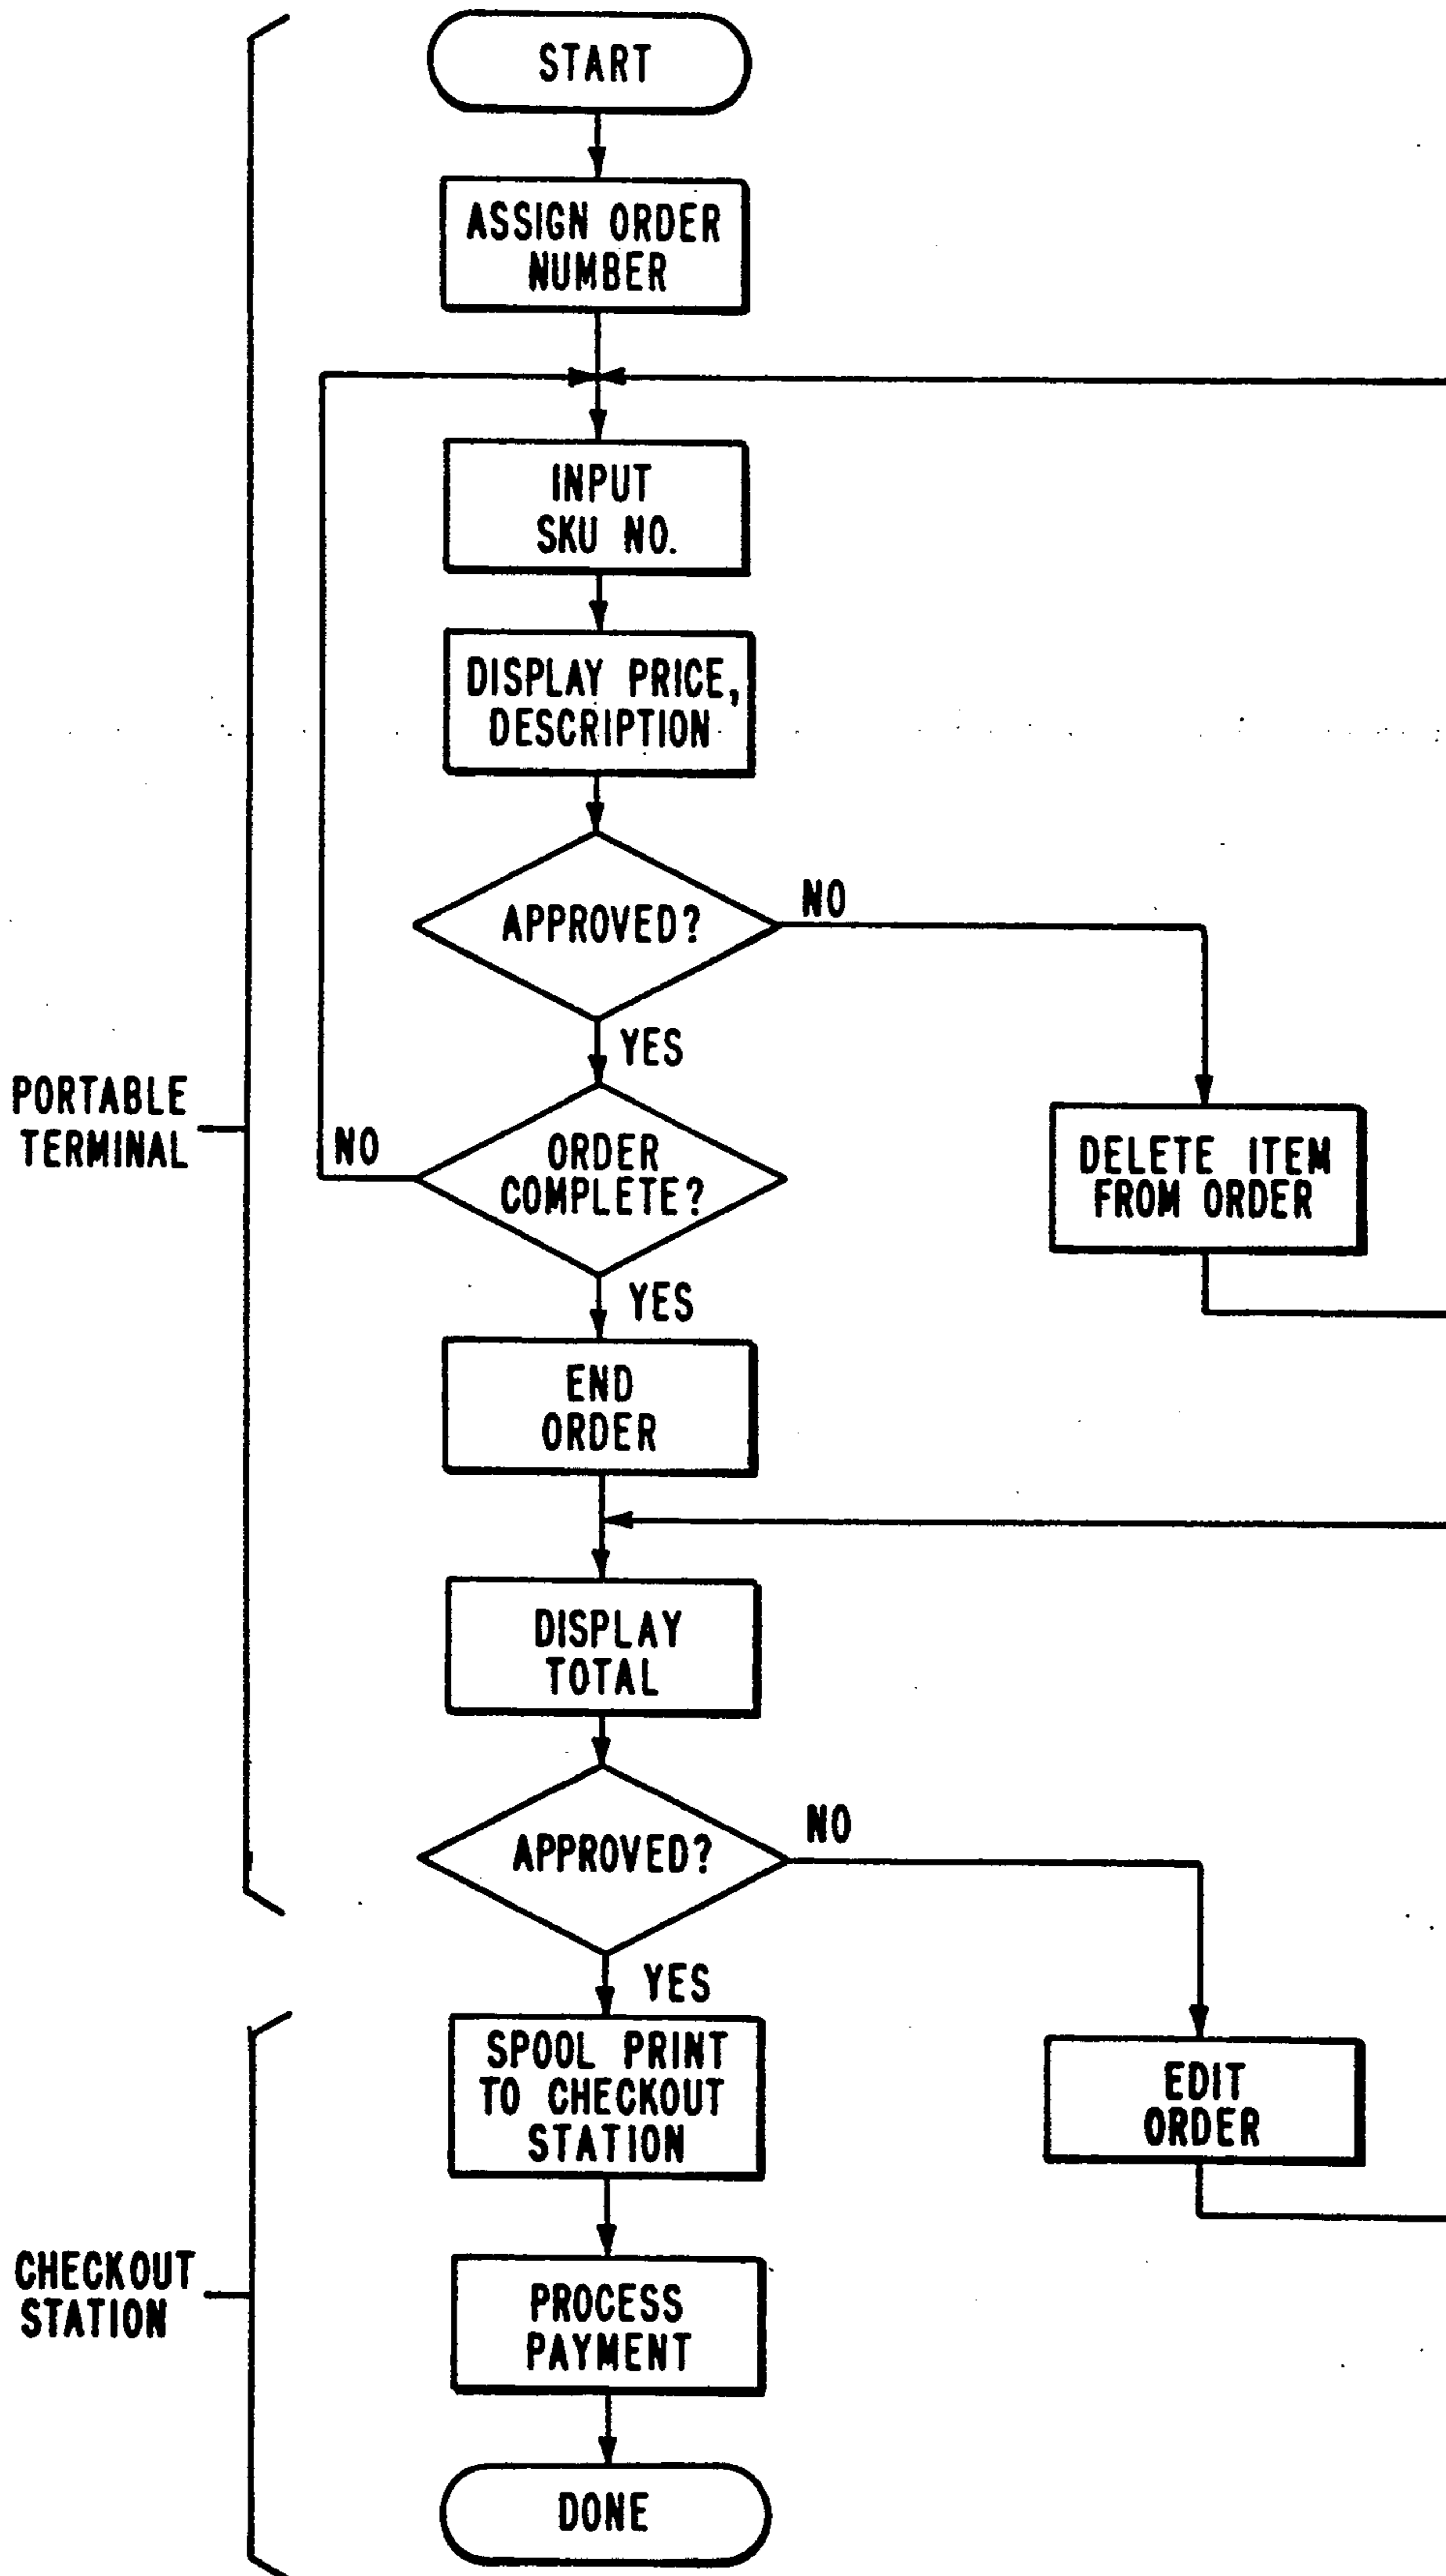 START
ASSIGN ORDER
NUMBER
INPUT
SKU NO.
DISPLAY PRICE,
DESCRIPTION
APPROVED?
NO
YES
PORTABLE
TERMINAL
NO
ORDER
COMPLETE?
DELETE ITEM
FROM ORDER
YES
END
ORDER
DISPLAY
TOTAL
APPROVED?
NO
YES
SPOOL PRINT
TO CHECKOUT
STATION
EDIT
ORDER
CHECKOUT
STATION
PROCESS
PAYMENT
DONE